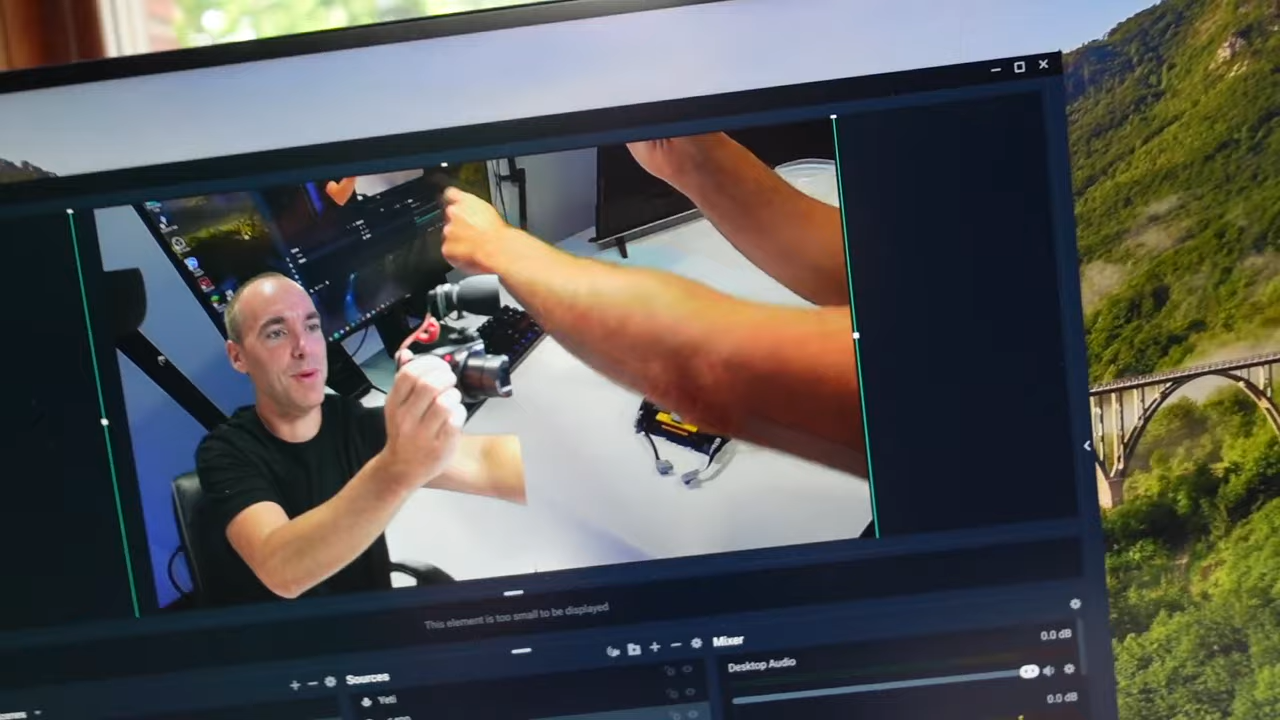 This element is too small to be displayed
Mixer
0.0 dB
Desktop Audio
Sources
Yeti
0.0 dB